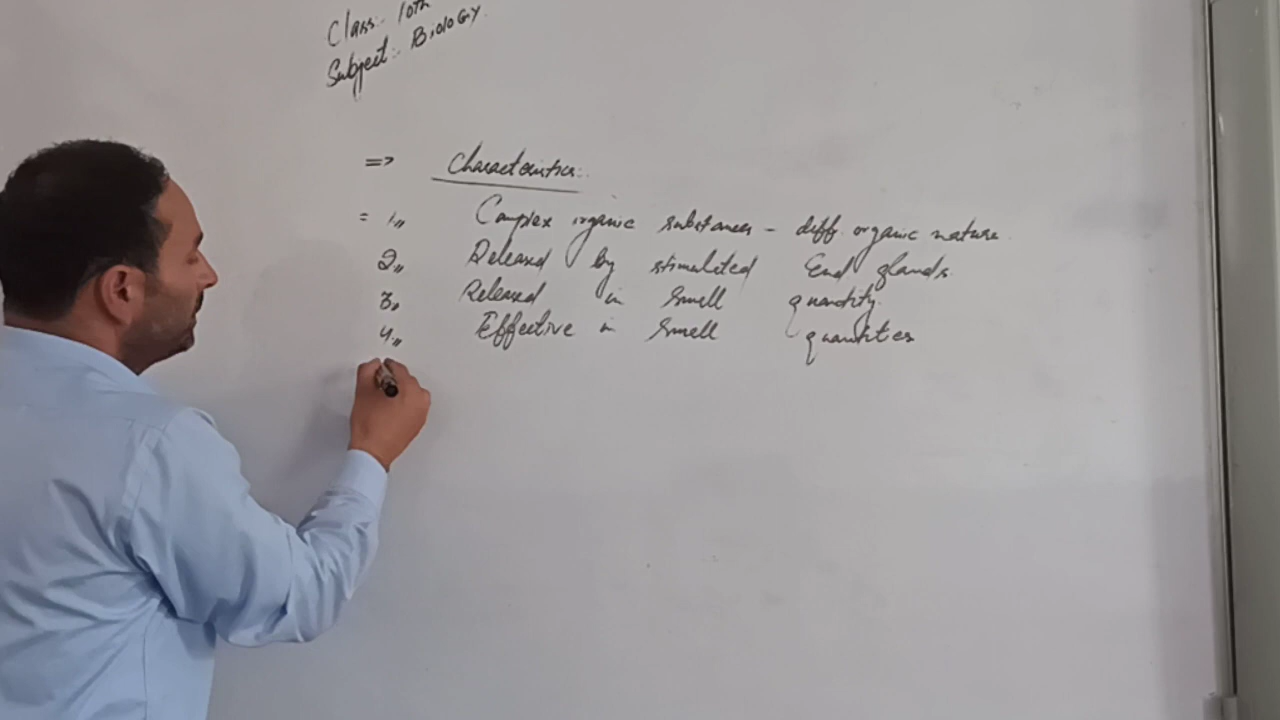 Class:- 10th
Subject:- Biology.
=> Characteristics:-
= 1,, Complex organic substances - diff. organic nature.
2,, Released by stimulated End glands.
3,, Released in small quantity.
4,, Effective in small quantities